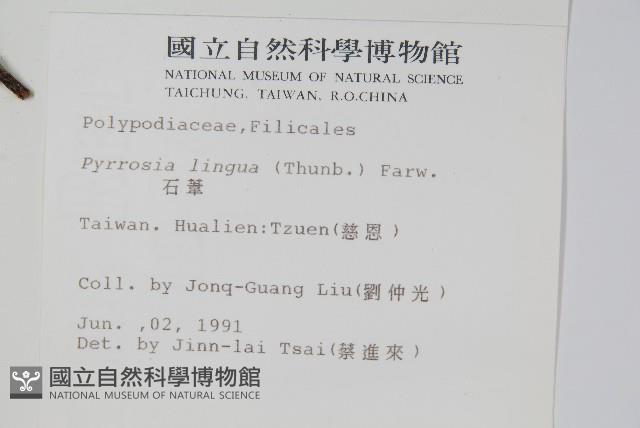 國立自然科學博物館
NATIONAL MUSEUM OF NATURAL SCIENCE
TAICHUNG, TAIWAN, R.O.CHINA
Polypodiaceae,Filicales
Pyrrosia lingua (Thunb.) Farw.
石葦
Taiwan. Hualien:Tzuen(慈恩)
Coll. by Jonq-Guang Liu(劉仲光)
Jun. ,02, 1991
Det. by Jinn-lai Tsai(蔡進來)
國立自然科學博物館
NATIONAL MUSEUM OF NATURAL SCIENCE